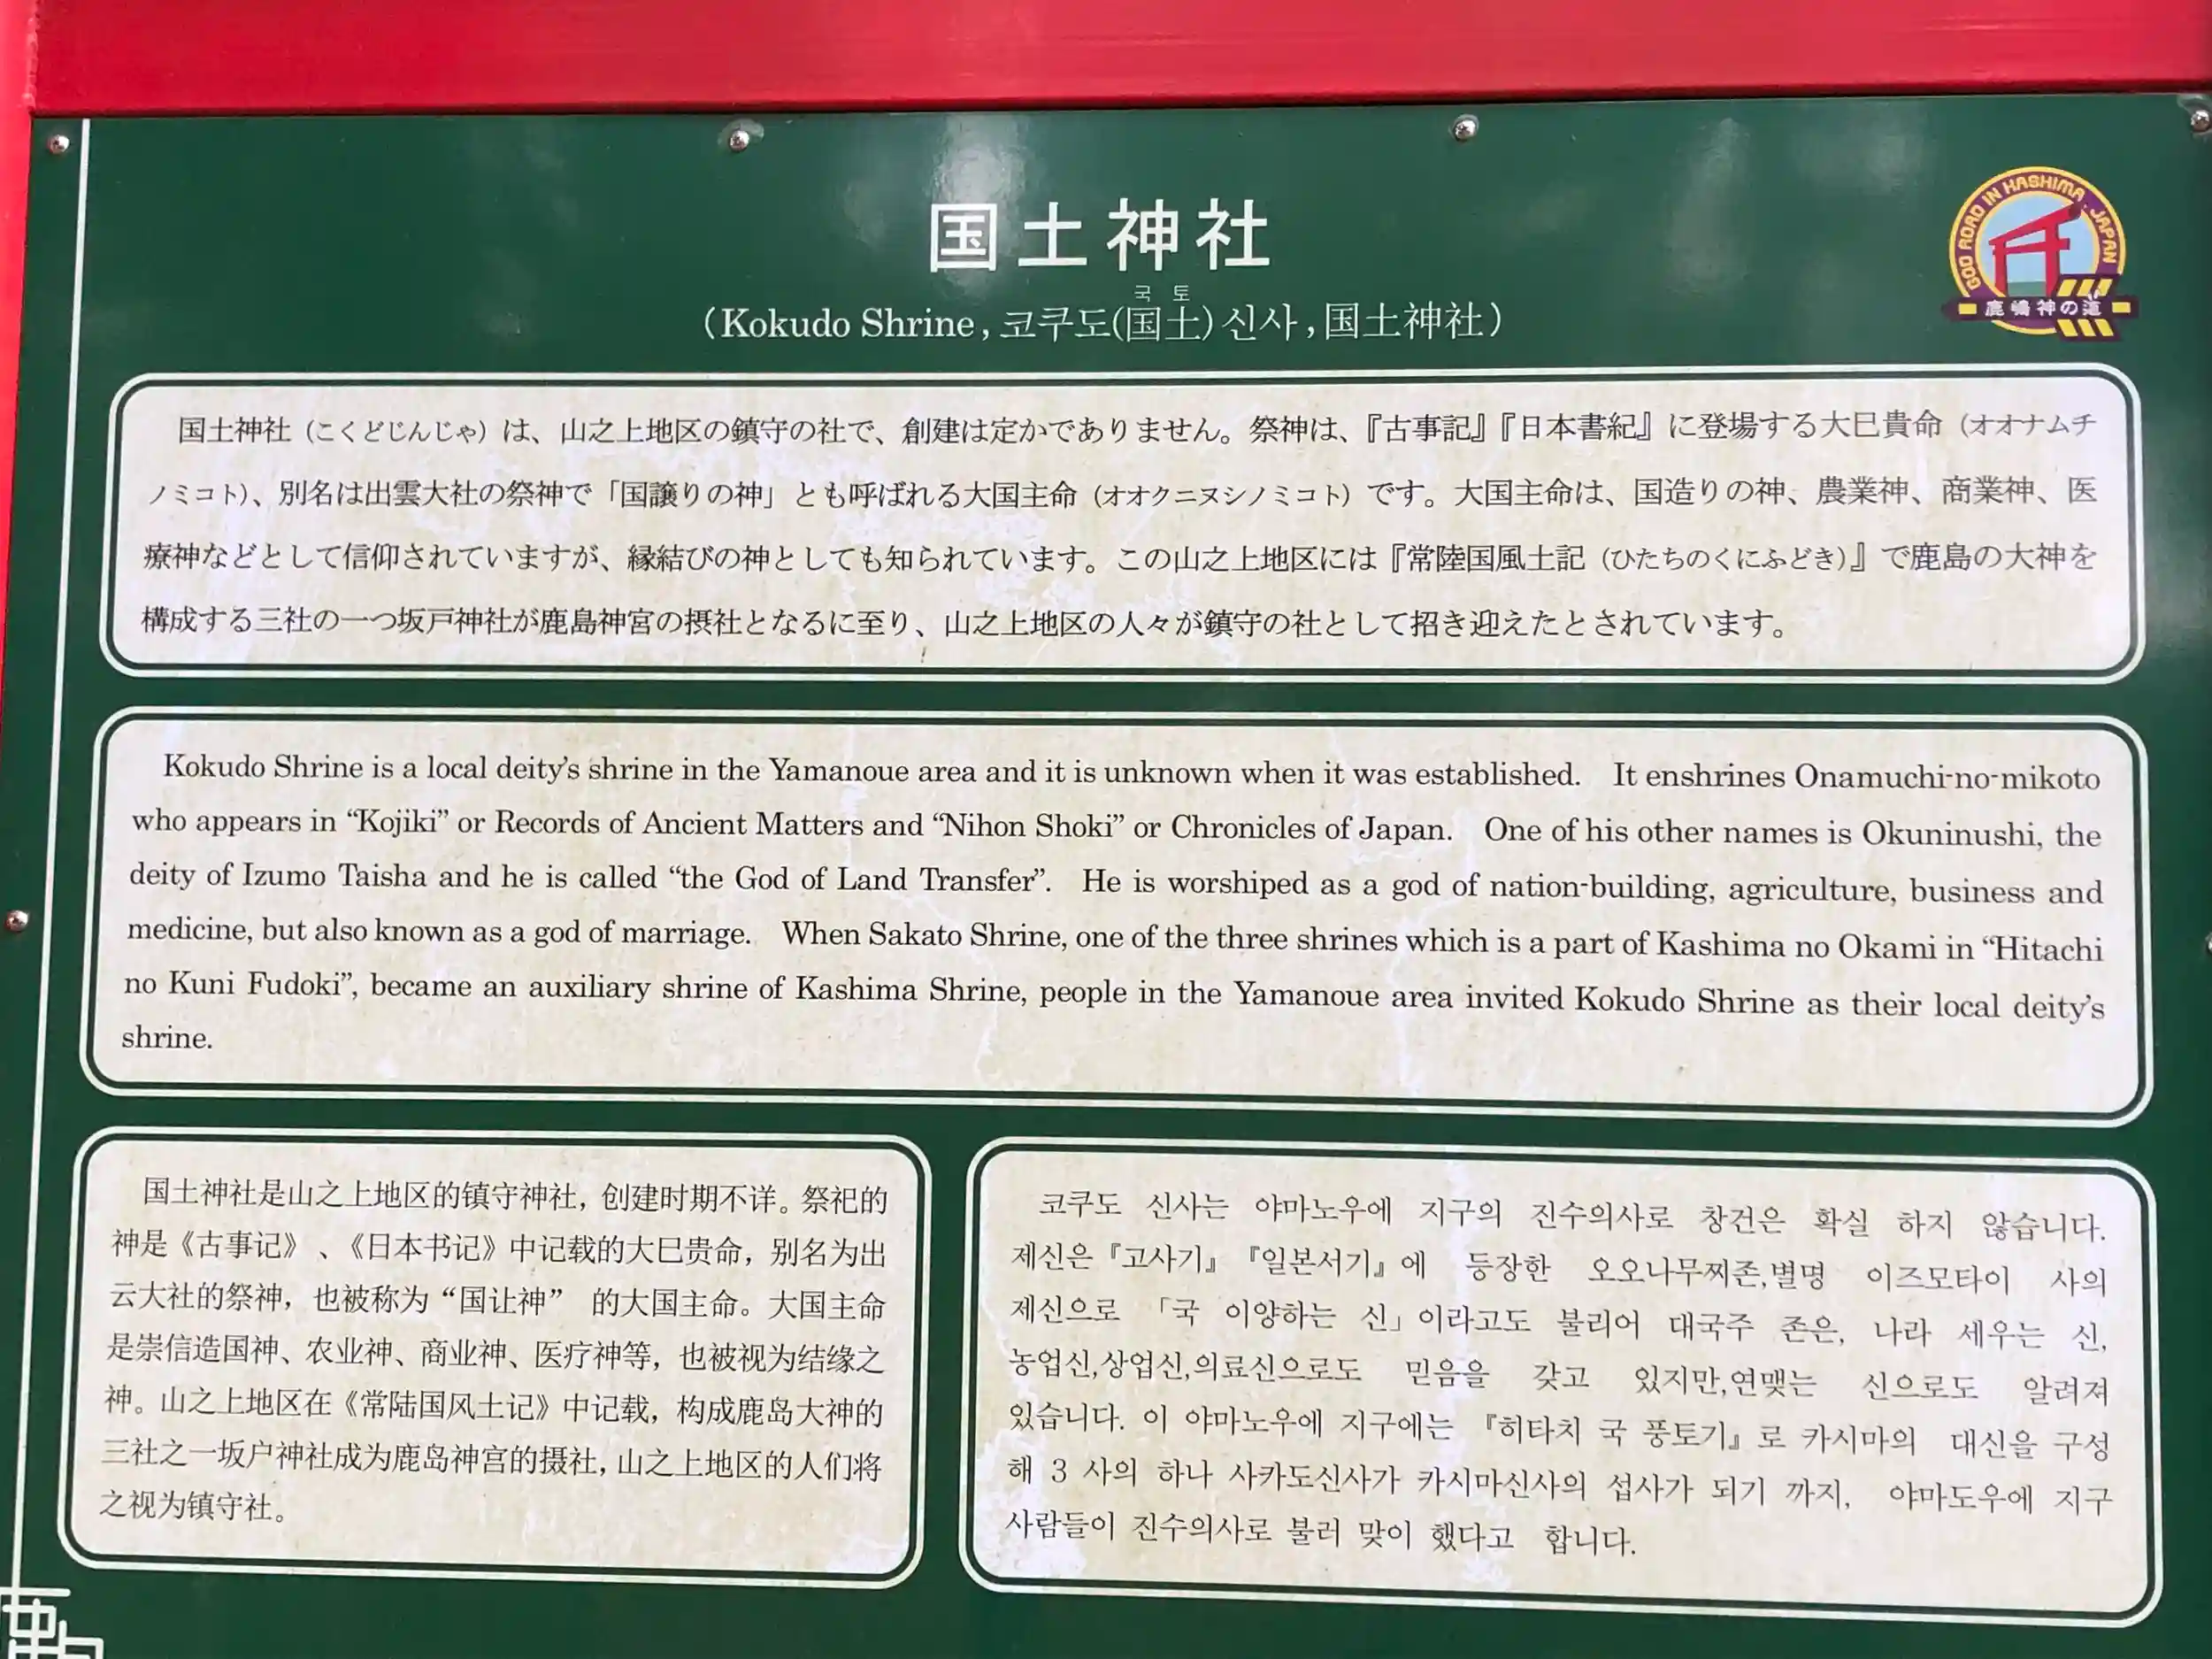 国土神社
국 토
(Kokudo Shrine, 코쿠도(国土)신사, 国土神社)
GOD ROAD IN KASHIMA・JAPAN
鹿嶋神の道
国土神社（こくどじんじゃ）は、山之上地区の鎮守の社で、創建は定かでありません。祭神は、『古事記』『日本書紀』に登場する大巳貴命（オオナムチ
ノミコト）、別名は出雲大社の祭神で「国譲りの神」とも呼ばれる大国主命（オオクニヌシノミコト）です。大国主命は、国造りの神、農業神、商業神、医
療神などとして信仰されていますが、縁結びの神としても知られています。この山之上地区には『常陸国風土記（ひたちのくにふどき）』で鹿島の大神を
構成する三社の一つ坂戸神社が鹿島神宮の摂社となるに至り、山之上地区の人々が鎮守の社として招き迎えたとされています。
Kokudo Shrine is a local deity's shrine in the Yamanoue area and it is unknown when it was established. It enshrines Onamuchi-no-mikoto
who appears in “Kojiki” or Records of Ancient Matters and “Nihon Shoki” or Chronicles of Japan. One of his other names is Okuninushi, the
deity of Izumo Taisha and he is called “the God of Land Transfer”. He is worshiped as a god of nation-building, agriculture, business and
medicine, but also known as a god of marriage. When Sakato Shrine, one of the three shrines which is a part of Kashima no Okami in “Hitachi
no Kuni Fudoki”, became an auxiliary shrine of Kashima Shrine, people in the Yamanoue area invited Kokudo Shrine as their local deity's
shrine.
国土神社是山之上地区的镇守神社，创建时期不详。祭祀的
神是《古事记》、《日本书记》中记载的大巳贵命，别名为出
云大社的祭神，也被称为“国让神” 的大国主命。大国主命
是崇信造国神、农业神、商业神、医疗神等，也被视为结缘之
神。山之上地区在《常陆国风土记》中记载，构成鹿岛大神的
三社之一坂户神社成为鹿岛神宫的摄社，山之上地区的人们将
之视为镇守社。
코쿠도 신사는 야마노우에 지구의 진수의사로 창건은 확실 하지 않습니다.
제신은『고사기』『일본서기』에 등장한 오오나무찌존,별명 이즈모타이 사의
제신으로 「국 이양하는 신」이라고도 불리어 대국주 존은, 나라 세우는 신,
농업신,상업신,의료신으로도 믿음을 갖고 있지만,연맺는 신으로도 알려져
있습니다. 이 야마노우에 지구에는 『히타치 국 풍토기』로 카시마의 대신을 구성
해 3 사의 하나 사카도신사가 카시마신사의 섭사가 되기 까지, 야마도우에 지구
사람들이 진수의사로 불러 맞이 했다고 합니다.